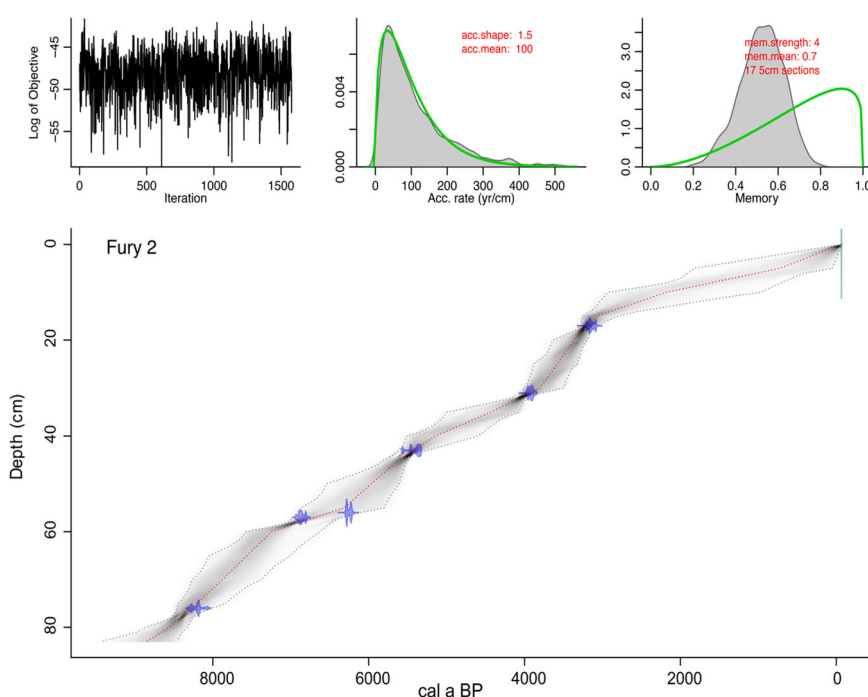 -45
-50
-55
Log of Objective
0 500 1000 1500
Iteration
0.004
0.000
acc.shape: 1.5
acc.mean: 100
0 100 200 300 400 500
Acc. rate (yr/cm)
3.0
2.0
1.0
0.0
mem.strength: 4
mem.mean: 0.7
17 5cm sections
0.0 0.2 0.4 0.6 0.8 1.0
Memory
Fury 2
0
20
40
60
80
Depth (cm)
8000 6000 4000 2000 0
cal a BP